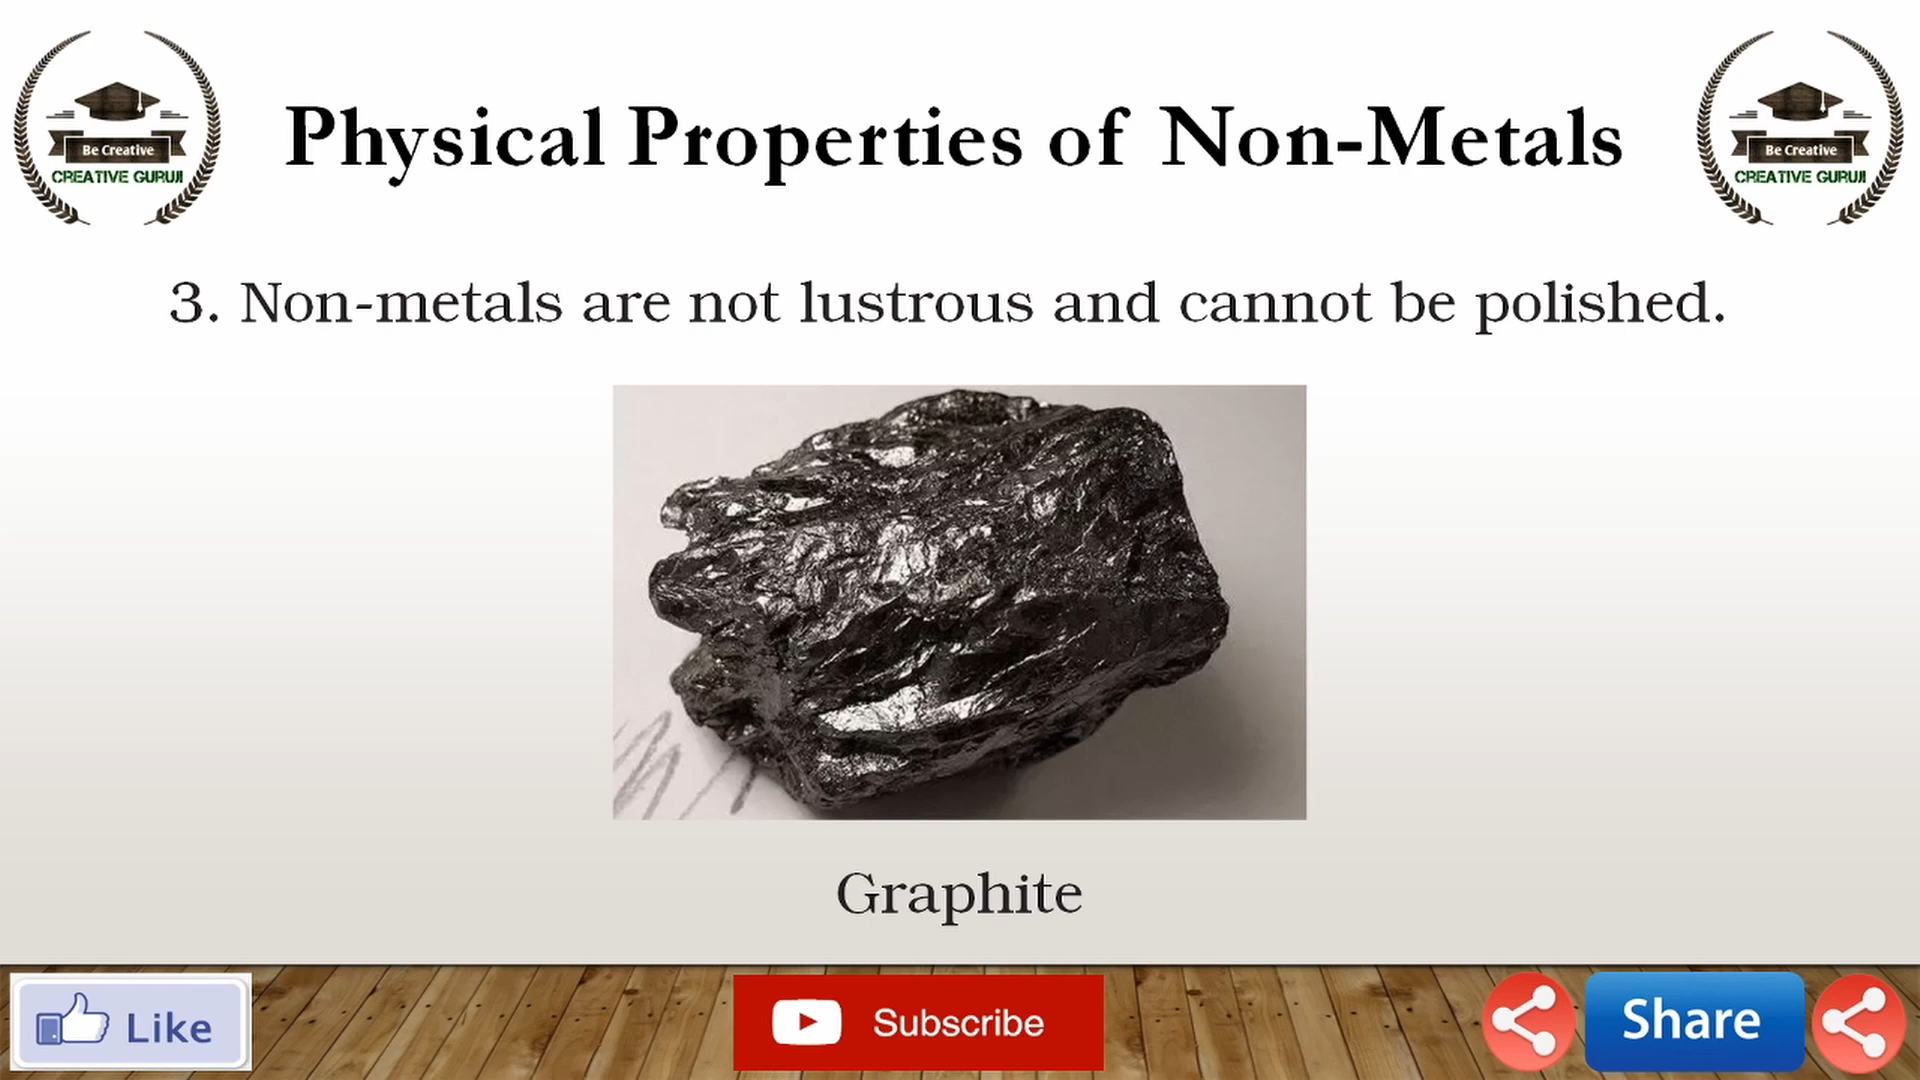 Be Creative
CREATIVE GURUJI
Physical Properties of Non-Metals
Be Creative
CREATIVE GURUJI
3. Non-metals are not lustrous and cannot be polished.
Graphite
Like
Subscribe
Share